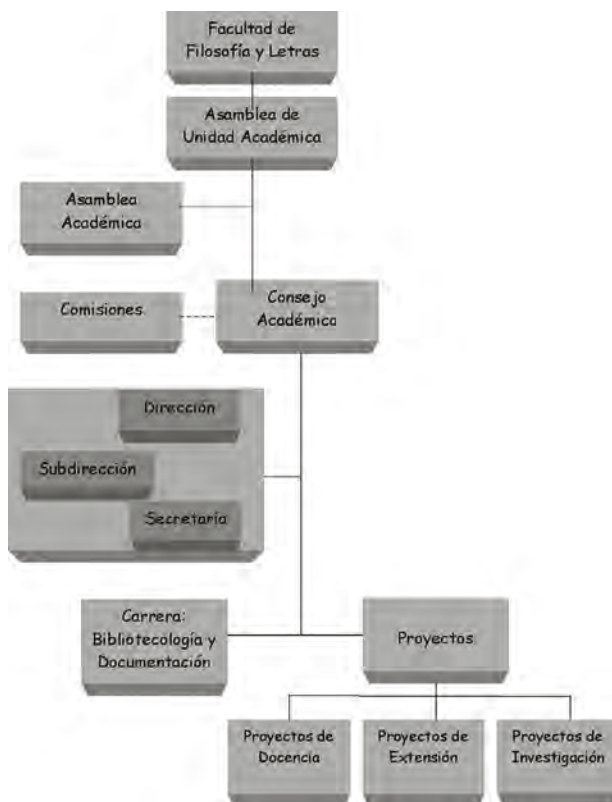 Facultad de
Filosofía y Letras
Asamblea de
Unidad Académica
Asamblea
Académica
Comisiones
Consejo
Académica
Dirección
Subdirección
Secretaría
Carrera:
Bibliotecología y
Documentación
Proyectos
Proyectos de
Docencia
Proyectos de
Extensión
Proyectos de
Investigación